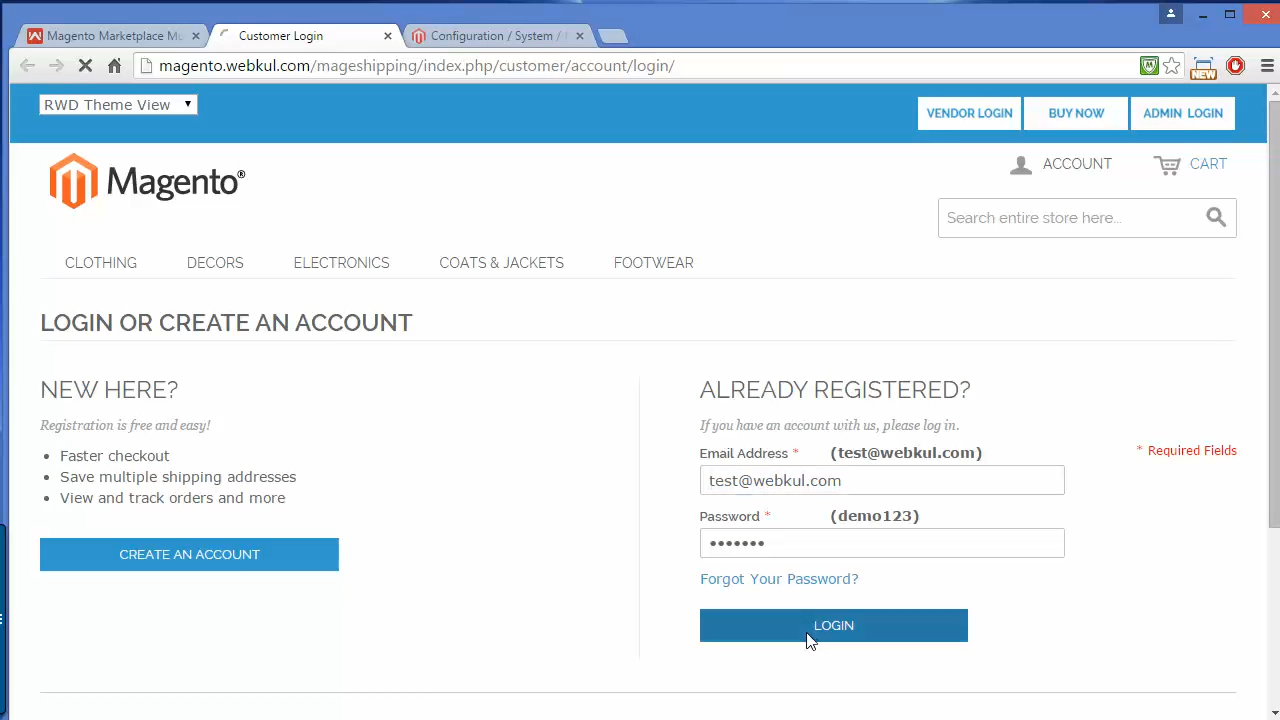 Magento Marketplace Mu
Customer Login
Configuration / System /
magento.webkul.com/mageshipping/index.php/customer/account/login/
NEW
RWD Theme View
VENDOR LOGIN
BUY NOW
ADMIN LOGIN
Magento®
ACCOUNT
CART
Search entire store here...
CLOTHING
DECORS
ELECTRONICS
COATS & JACKETS
FOOTWEAR
LOGIN OR CREATE AN ACCOUNT
NEW HERE?
Registration is free and easy!
• Faster checkout
• Save multiple shipping addresses
• View and track orders and more
CREATE AN ACCOUNT
ALREADY REGISTERED?
If you have an account with us, please log in.
Email Address * (test@webkul.com)
* Required Fields
test@webkul.com
Password * (demo123)
•••••••
Forgot Your Password?
LOGIN